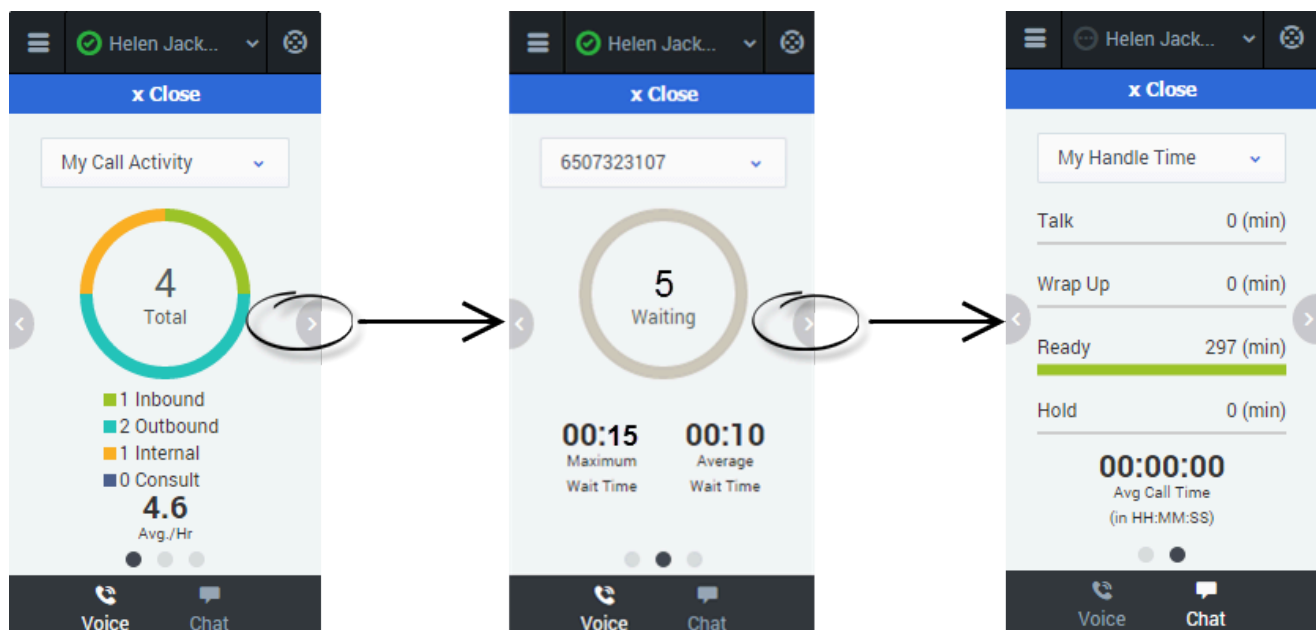 Helen Jack...
x Close
My Call Activity
4
Total
1 Inbound
2 Outbound
1 Internal
0 Consult
4.6
Avg./Hr
Voice
Chat
Helen Jack...
x Close
6507323107
5
Waiting
00:15
Maximum
Wait Time
00:10
Average
Wait Time
Voice
Chat
Helen Jack...
x Close
My Handle Time
Talk 0 (min)
Wrap Up 0 (min)
Ready 297 (min)
Hold 0 (min)
00:00:00
Avg Call Time
(in HH:MM:SS)
Voice
Chat